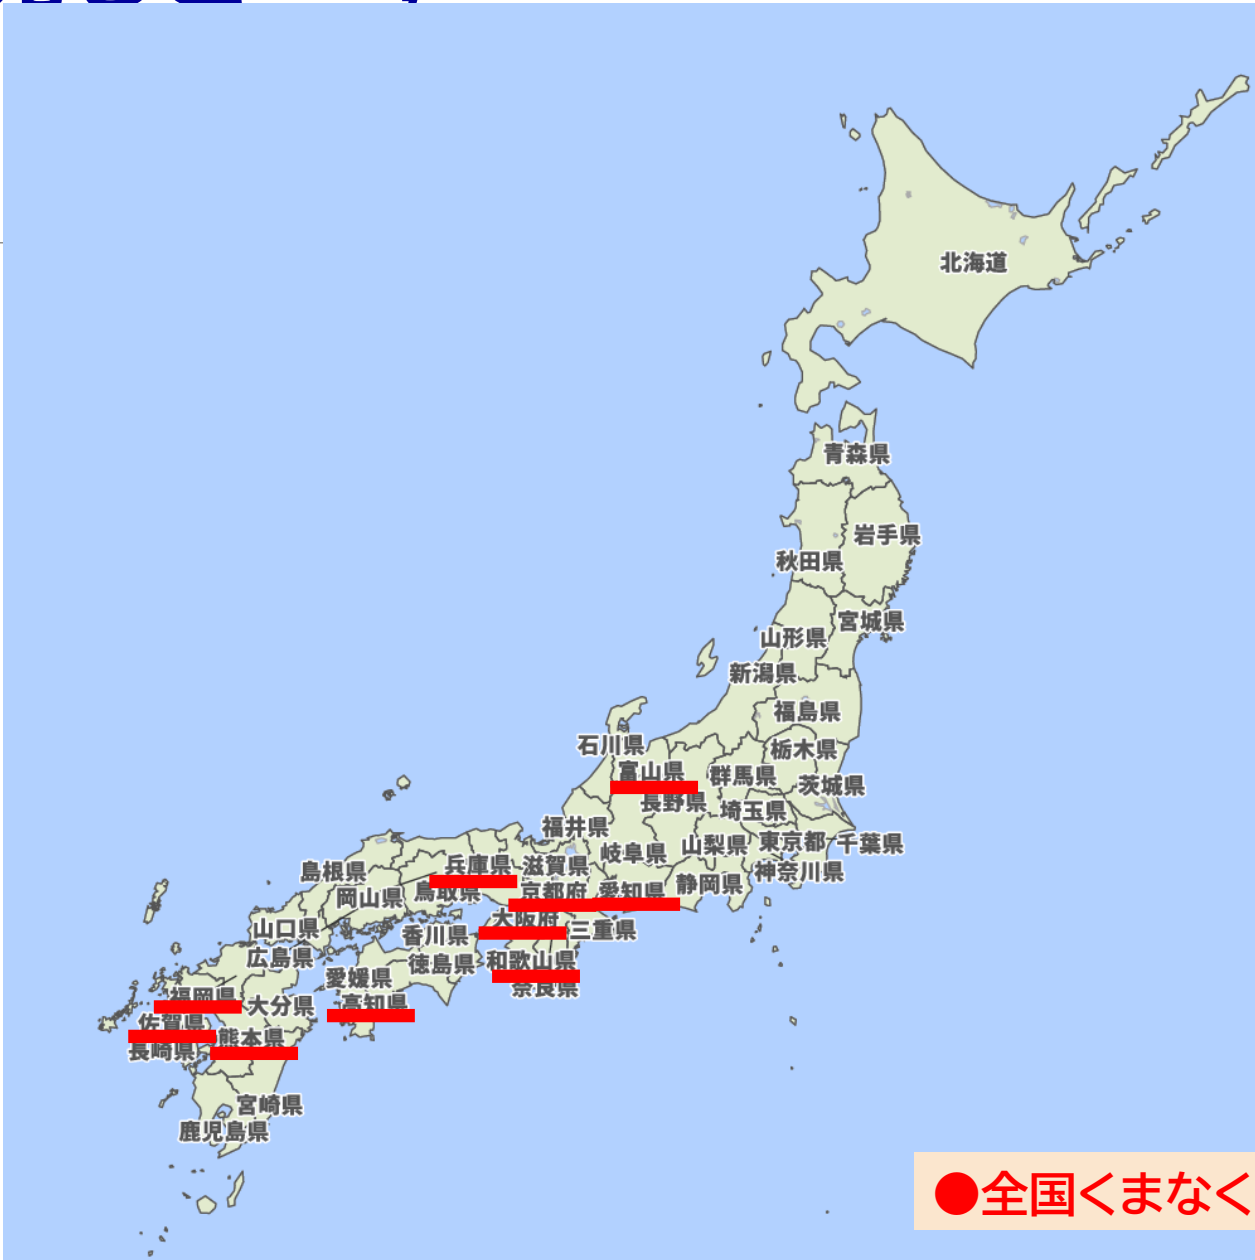 北海道
青森県
岩手県
秋田県
宮城県
山形県
新潟県
福島県
石川県
栃木県
富山県
群馬県
茨城県
長野県
埼玉県
福井県
岐阜県
山梨県
東京都
千葉県
兵庫県
滋賀県
神奈川県
島根県
鳥取県
京都府
愛知県
静岡県
岡山県
大阪府
山口県
香川県
三重県
広島県
徳島県
和歌山県
愛媛県
奈良県
福岡県
大分県
高知県
佐賀県
熊本県
長崎県
宮崎県
鹿児島県
●全国くまなく